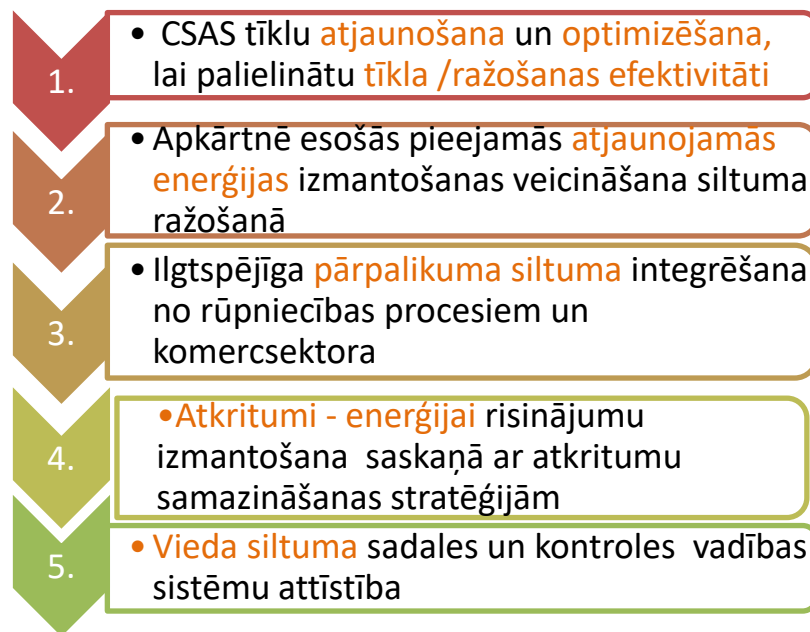 1.
• CSAS tīklu atjaunošana un optimizēšana,
lai palielinātu tīkla /ražošanas efektivitāti
2.
• Apkārtnē esošās pieejamās atjaunojamās
enerģijas izmantošanas veicināšana siltuma
ražošanā
3.
• Ilgtspējīga pārpalikuma siltuma integrēšana
no rūpniecības procesiem un
komercsektora
4.
•Atkritumi - enerģijai risinājumu
izmantošana saskaņā ar atkritumu
samazināšanas stratēģijām
5.
• Vieda siltuma sadales un kontroles vadības
sistēmu attīstība